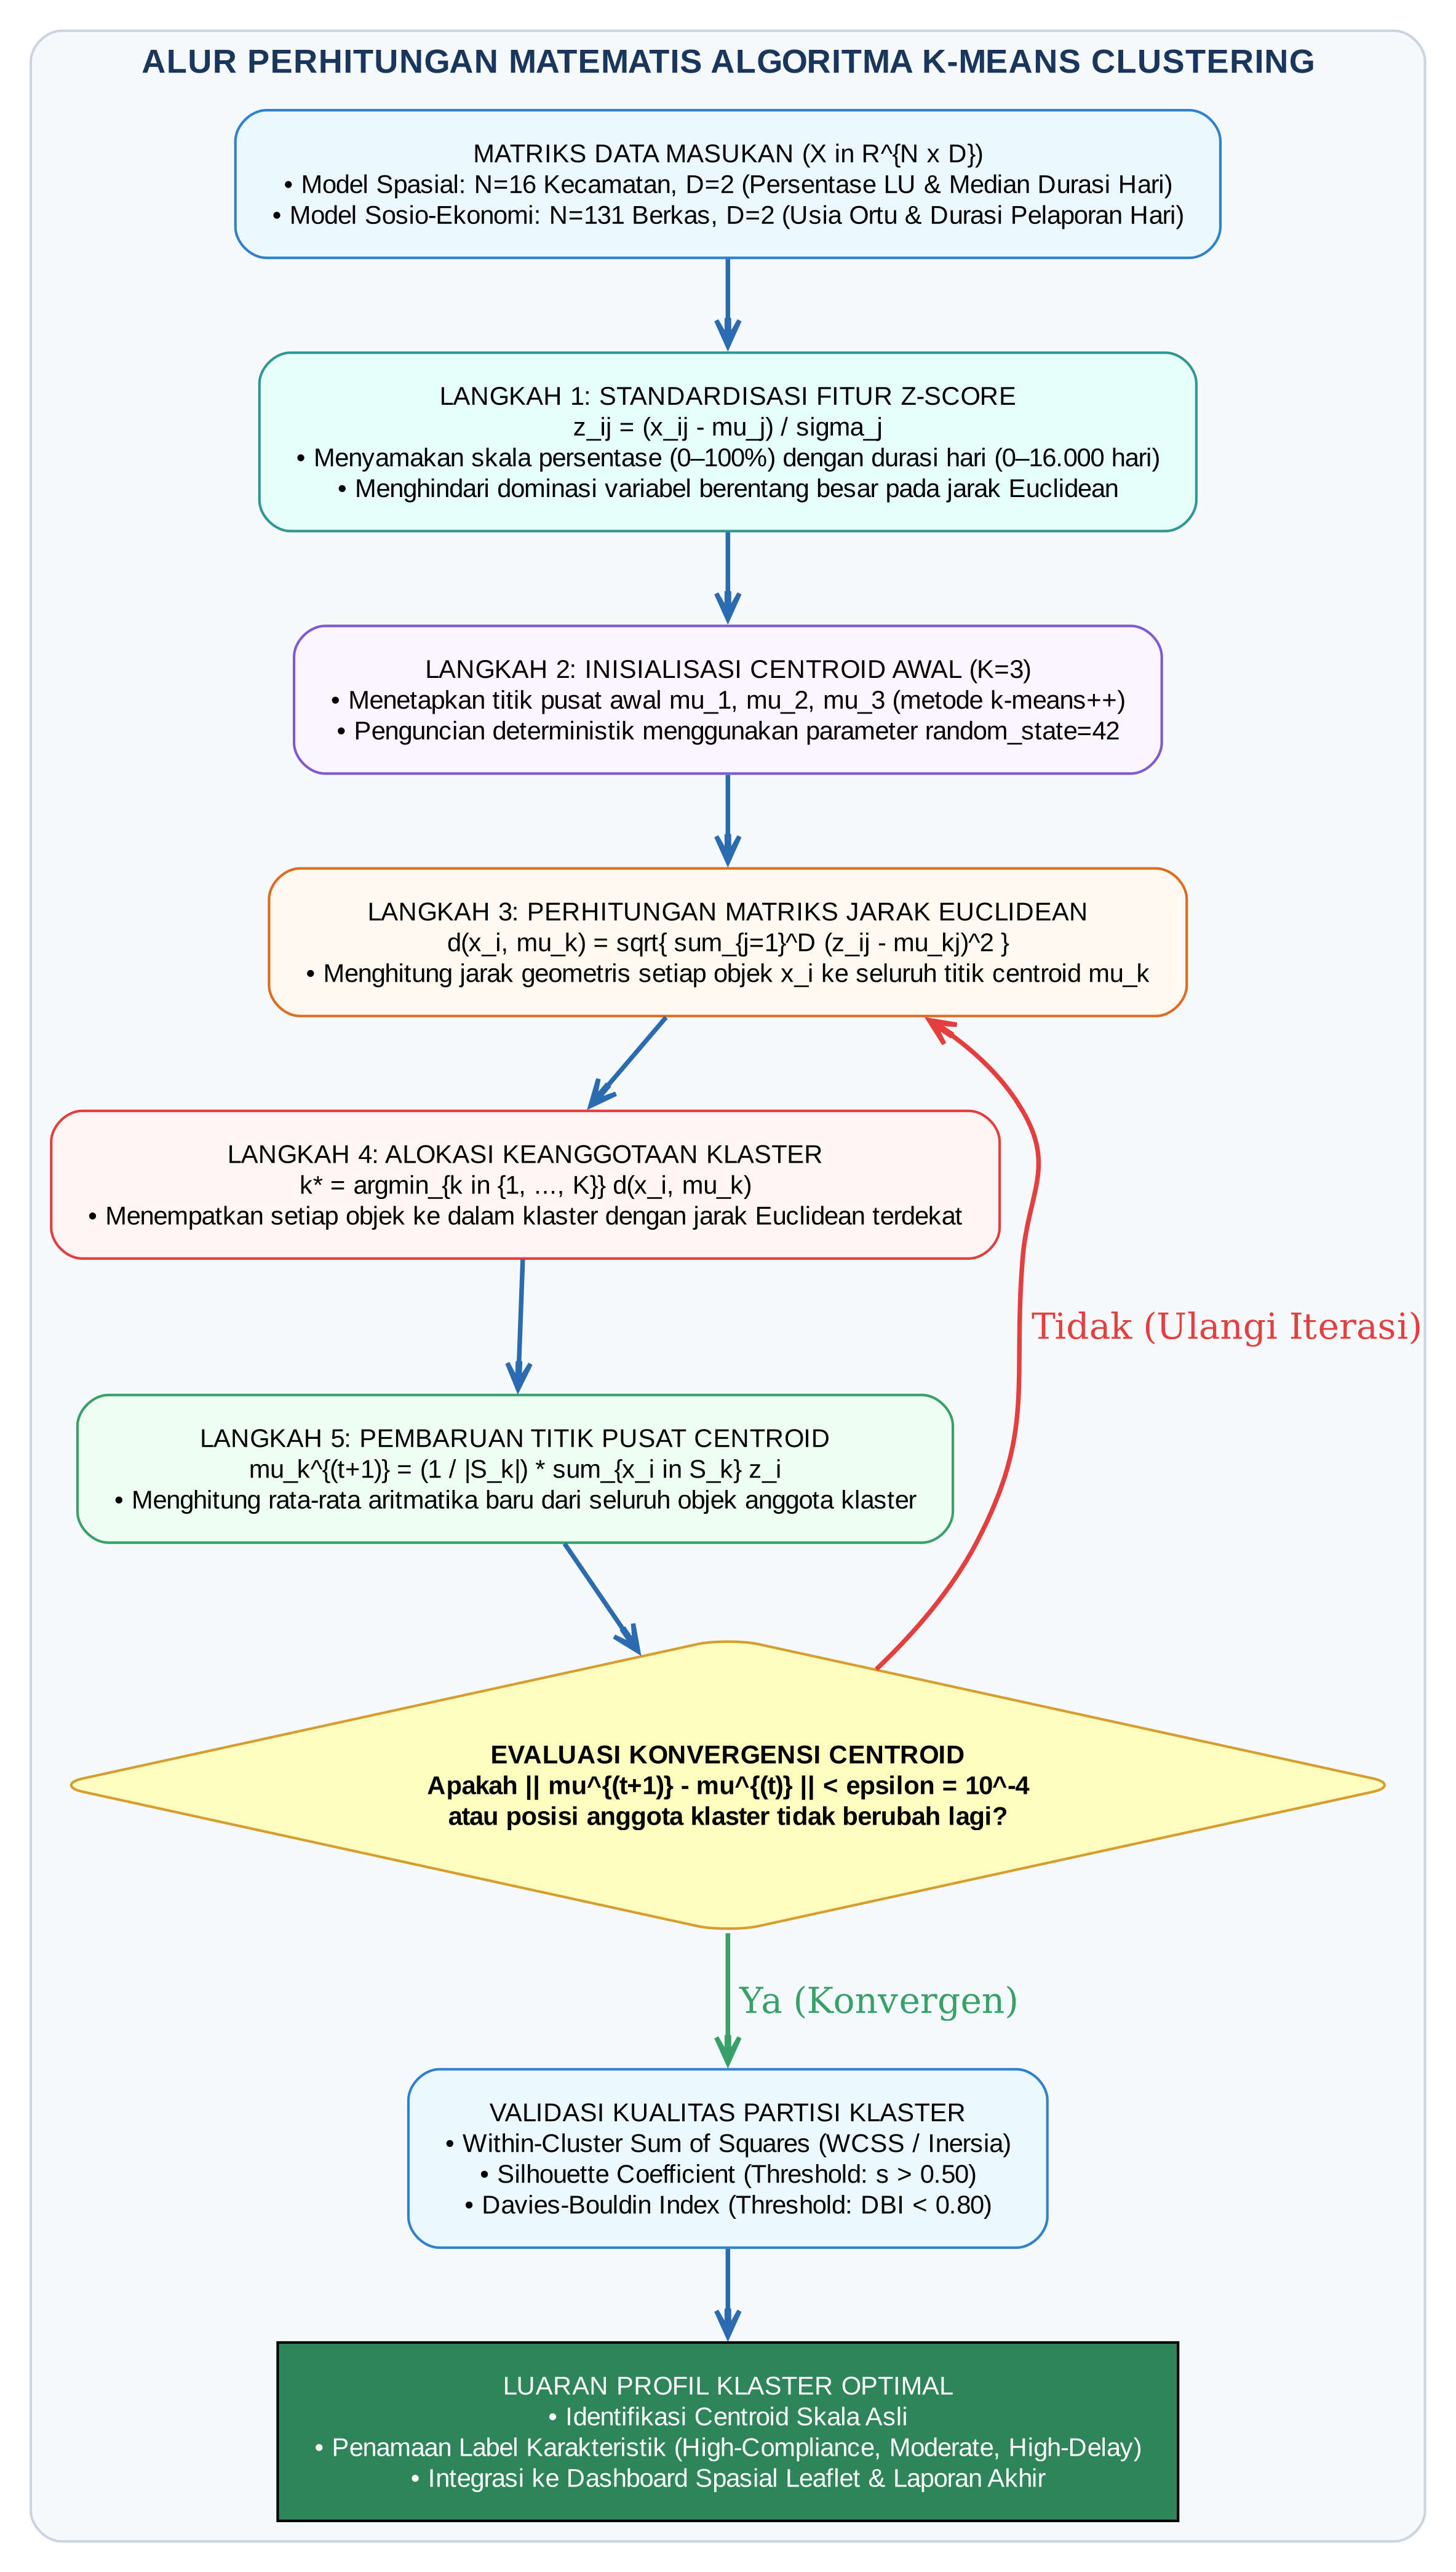 ALUR PERHITUNGAN MATEMATIS ALGORITMA K-MEANS CLUSTERING
MATRIKS DATA MASUKAN (X in R^{N x D})
• Model Spasial: N=16 Kecamatan, D=2 (Persentase LU & Median Durasi Hari)
• Model Sosio-Ekonomi: N=131 Berkas, D=2 (Usia Ortu & Durasi Pelaporan Hari)
LANGKAH 1: STANDARDISASI FITUR Z-SCORE
z_ij = (x_ij - mu_j) / sigma_j
• Menyamakan skala persentase (0–100%) dengan durasi hari (0–16.000 hari)
• Menghindari dominasi variabel berentang besar pada jarak Euclidean
LANGKAH 2: INISIALISASI CENTROID AWAL (K=3)
• Menetapkan titik pusat awal mu_1, mu_2, mu_3 (metode k-means++)
• Penguncian deterministik menggunakan parameter random_state=42
LANGKAH 3: PERHITUNGAN MATRIKS JARAK EUCLIDEAN
d(x_i, mu_k) = sqrt{ sum_{j=1}^D (z_ij - mu_kj)^2 }
• Menghitung jarak geometris setiap objek x_i ke seluruh titik centroid mu_k
LANGKAH 4: ALOKASI KEANGGOTAAN KLASTER
k* = argmin_{k in {1, ..., K}} d(x_i, mu_k)
• Menempatkan setiap objek ke dalam klaster dengan jarak Euclidean terdekat
Tidak (Ulangi Iterasi)
LANGKAH 5: PEMBARUAN TITIK PUSAT CENTROID
mu_k^{(t+1)} = (1 / |S_k|) * sum_{x_i in S_k} z_i
• Menghitung rata-rata aritmatika baru dari seluruh objek anggota klaster
EVALUASI KONVERGENSI CENTROID
Apakah || mu^{(t+1)} - mu^{(t)} || < epsilon = 10^-4
atau posisi anggota klaster tidak berubah lagi?
Ya (Konvergen)
VALIDASI KUALITAS PARTISI KLASTER
• Within-Cluster Sum of Squares (WCSS / Inersia)
• Silhouette Coefficient (Threshold: s > 0.50)
• Davies-Bouldin Index (Threshold: DBI < 0.80)
LUARAN PROFIL KLASTER OPTIMAL
• Identifikasi Centroid Skala Asli
• Penamaan Label Karakteristik (High-Compliance, Moderate, High-Delay)
• Integrasi ke Dashboard Spasial Leaflet & Laporan Akhir